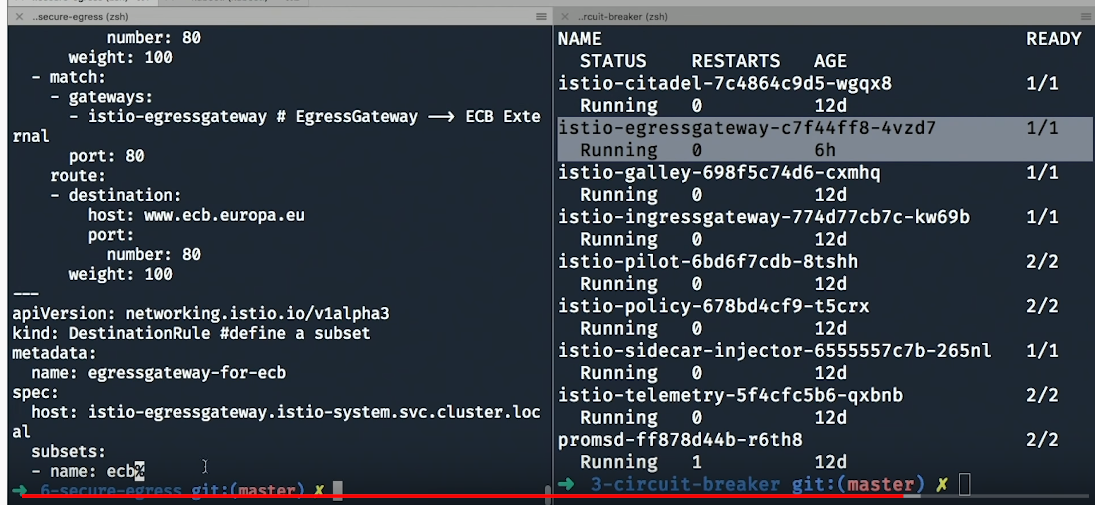 ..secure-egress (zsh)
number: 80
weight: 100
- match:
- gateways:
- istio-egressgateway # EgressGateway —> ECB Exte
rnal
port: 80
route:
- destination:
host: www.ecb.europa.eu
port:
number: 80
weight: 100
---
apiVersion: networking.istio.io/v1alpha3
kind: DestinationRule #define a subset
metadata:
name: egressgateway-for-ecb
spec:
host: istio-egressgateway.istio-system.svc.cluster.loc
al
subsets:
- name: ecb%
→ 6-secure-egress git:(master) ✗
..rcuit-breaker (zsh)
NAME READY
STATUS RESTARTS AGE
istio-citadel-7c4864c9d5-wgqx8 1/1
Running 0 12d
istio-egressgateway-c7f44ff8-4vzd7 1/1
Running 0 6h
istio-galley-698f5c74d6-cxmhq 1/1
Running 0 12d
istio-ingressgateway-774d77cb7c-kw69b 1/1
Running 0 12d
istio-pilot-6bd6f7cdb-8tshh 2/2
Running 0 12d
istio-policy-678bd4cf9-t5crx 2/2
Running 0 12d
istio-sidecar-injector-6555557c7b-265nl 1/1
Running 0 12d
istio-telemetry-5f4cfc5b6-qxbnb 2/2
Running 0 12d
promsd-ff878d44b-r6th8 2/2
Running 1 12d
→ 3-circuit-breaker git:(master) ✗